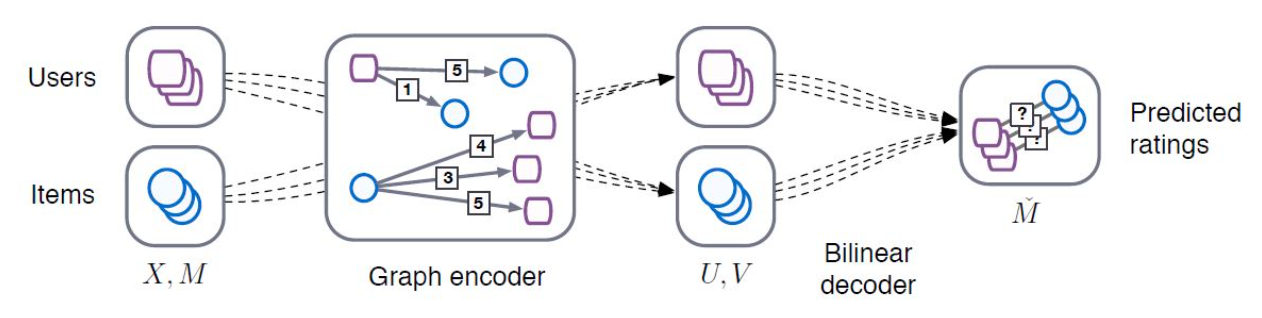 Users
Items
X, M
5
1
4
3
5
Graph encoder
U, V
Bilinear
decoder
?
?
?
M̌
Predicted
ratings